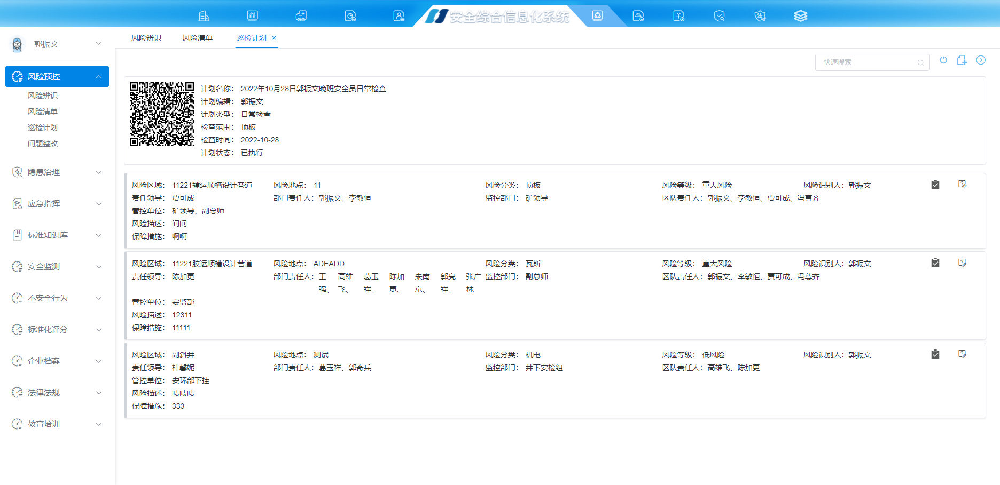 安全综合信息化系统
郭振文
风险辨识 风险清单 巡检计划 ×
快速搜索
风险预控
风险辨识
风险清单
巡检计划
问题整改
隐患治理
应急指挥
标准知识库
安全监测
不安全行为
标准化评分
企业档案
法律法规
教育培训
计划名称： 2022年10月28日郭振文晚班安全员日常检查
计划编辑： 郭振文
计划类型： 日常检查
检查范围： 顶板
检查时间： 2022-10-28
计划状态： 已执行
风险区域： 11221辅运顺槽设计巷道 风险地点： 11 风险分类： 顶板 风险等级： 重大风险 风险识别人： 郭振文
责任领导： 贾可成 部门责任人： 郭振文、李敏恒 监控部门： 矿领导 区队责任人： 郭振文、李敏恒、贾可成、冯尊齐
管控单位： 矿领导、副总师
风险描述： 问问
保障措施： 啊啊
风险区域： 11221胶运顺槽设计巷道 风险地点： ADEADD 风险分类： 瓦斯 风险等级： 重大风险 风险识别人： 郭振文
责任领导： 陈加更 部门责任人： 王强、 高雄飞、 葛玉祥、 陈加更、 朱南京、 郭亮祥、 张广林 监控部门： 副总师 区队责任人： 郭振文、李敏恒、贾可成、冯尊齐
管控单位： 安监部
风险描述： 12311
保障措施： 11111
风险区域： 副斜井 风险地点： 测试 风险分类： 机电 风险等级： 低风险 风险识别人： 郭振文
责任领导： 杜馨妮 部门责任人： 葛玉祥、郭奇兵 监控部门： 井下安检组 区队责任人： 高雄飞、陈加更
管控单位： 安环部下挂
风险描述： 啧啧啧
保障措施： 333